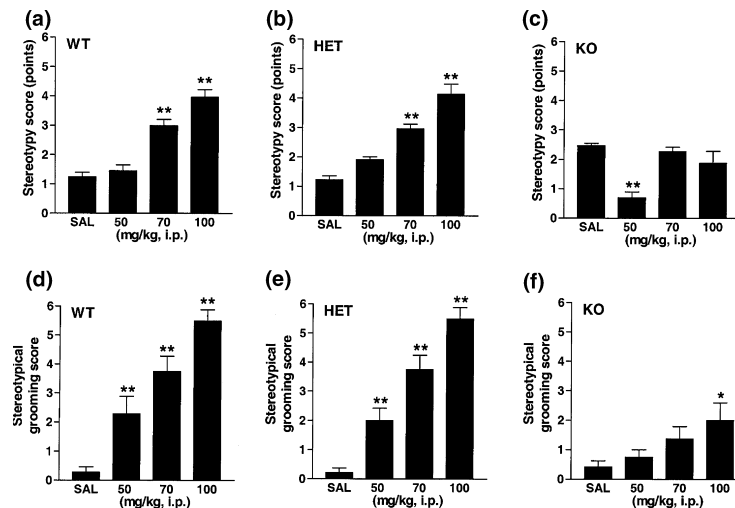 (a)
WT
Stereotypy score (points)
6
5
4
3
2
1
0
**
**
SAL 50 70 100
(mg/kg, i.p.)
(b)
HET
Stereotypy score (points)
6
5
4
3
2
1
0
**
**
SAL 50 70 100
(mg/kg, i.p.)
(c)
KO
Stereotypy score (points)
6
5
4
3
2
1
0
**
SAL 50 70 100
(mg/kg, i.p.)
(d)
WT
Stereotypical
grooming score
6
5
4
3
2
1
0
**
**
**
SAL 50 70 100
(mg/kg, i.p.)
(e)
HET
Stereotypical
grooming score
6
5
4
3
2
1
0
**
**
**
SAL 50 70 100
(mg/kg, i.p.)
(f)
KO
Stereotypical
grooming score
6
5
4
3
2
1
0
*
SAL 50 70 100
(mg/kg, i.p.)